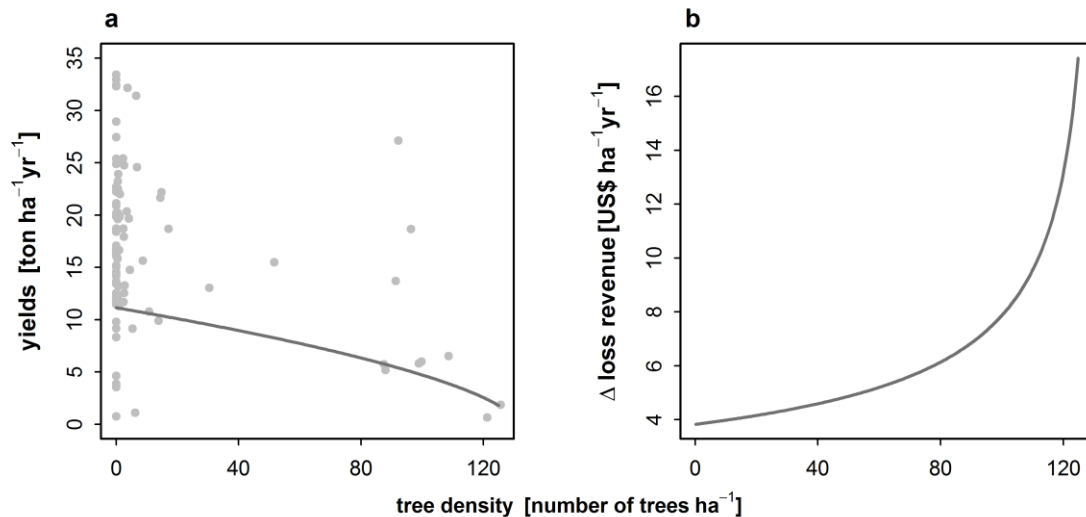 a
b
yields [ton ha⁻¹yr⁻¹]
35
30
25
20
15
10
5
0
0 40 80 120
Δ loss revenue [US$ ha⁻¹yr⁻¹]
16
14
12
10
8
6
4
0 40 80 120
tree density [number of trees ha⁻¹]